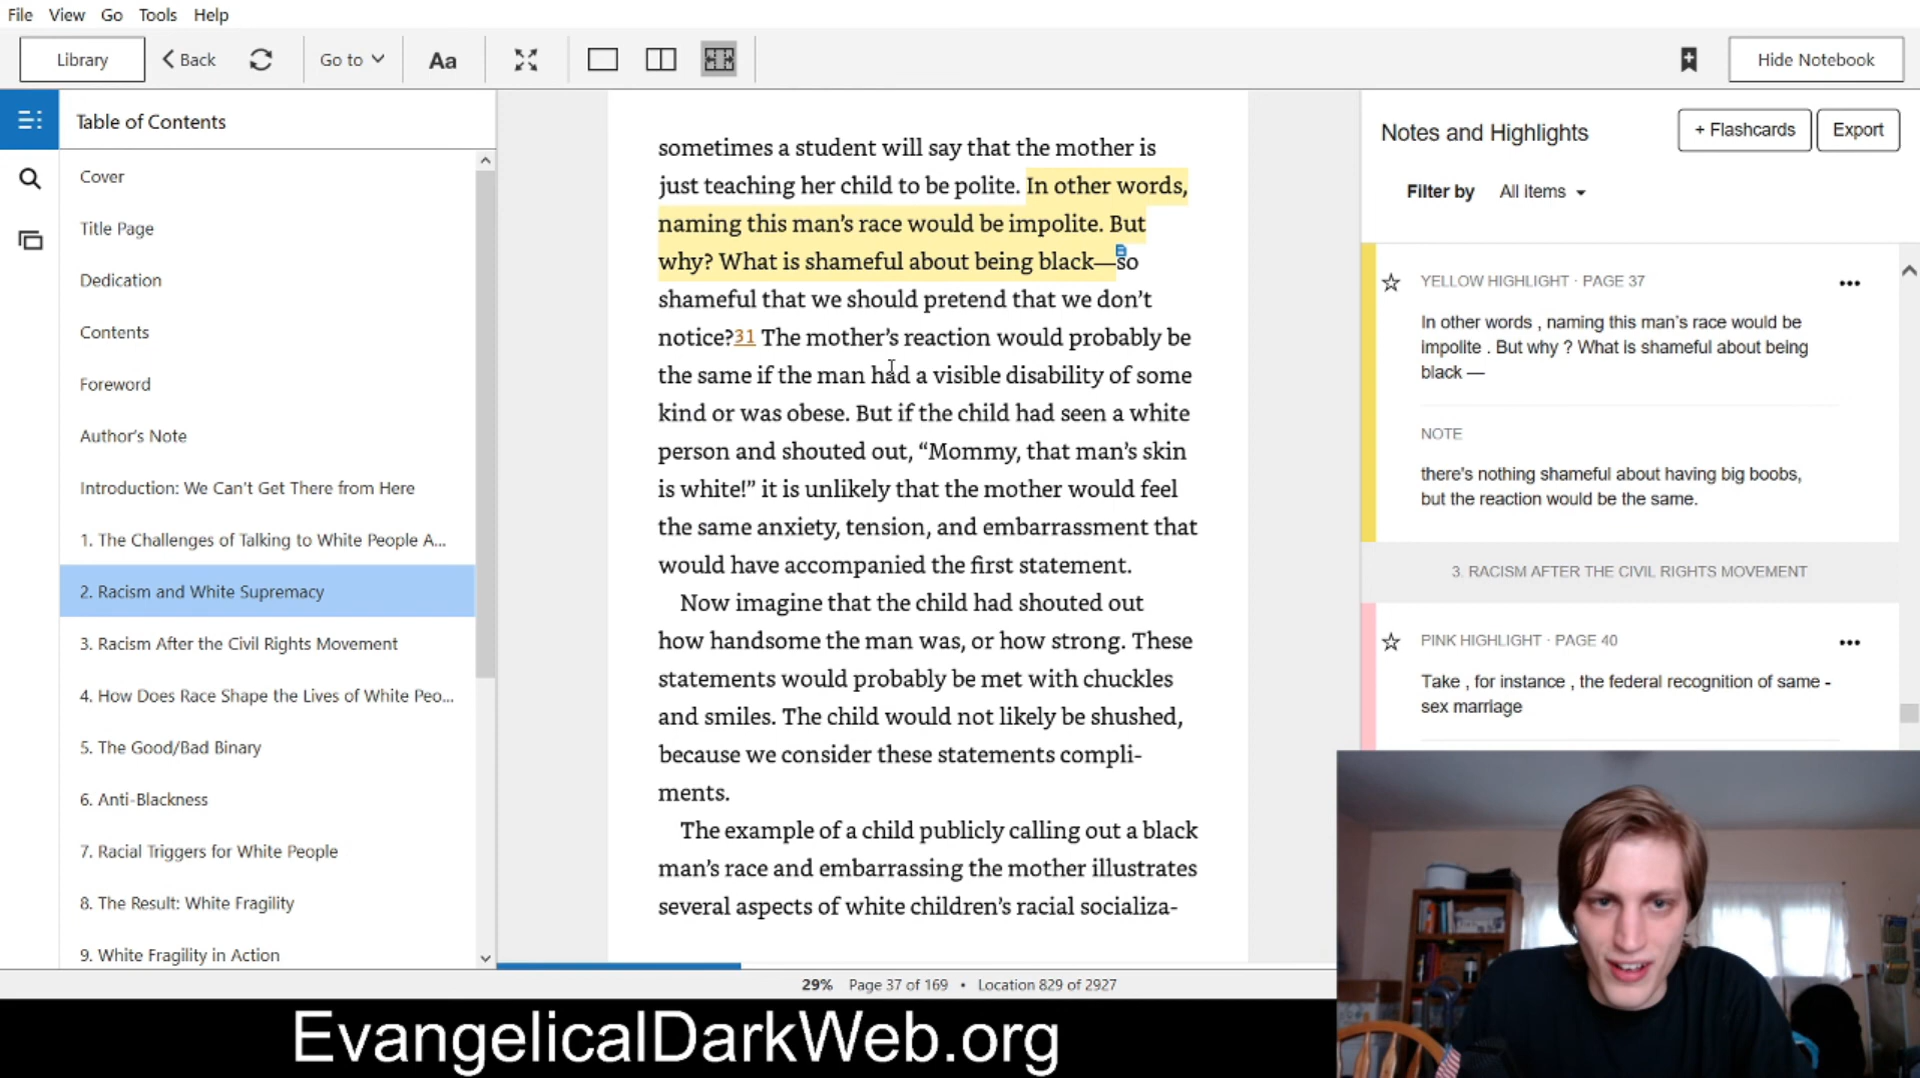 File View Go Tools Help
Library Back Go to Aa Hide Notebook
Table of Contents
Cover
Title Page
Dedication
Contents
Foreword
Author's Note
Introduction: We Can't Get There from Here
1. The Challenges of Talking to White People A...
2. Racism and White Supremacy
3. Racism After the Civil Rights Movement
4. How Does Race Shape the Lives of White Peo...
5. The Good/Bad Binary
6. Anti-Blackness
7. Racial Triggers for White People
8. The Result: White Fragility
9. White Fragility in Action
sometimes a student will say that the mother is
just teaching her child to be polite. In other words,
naming this man’s race would be impolite. But
why? What is shameful about being black—so
shameful that we should pretend that we don’t
notice?31 The mother’s reaction would probably be
the same if the man had a visible disability of some
kind or was obese. But if the child had seen a white
person and shouted out, “Mommy, that man’s skin
is white!” it is unlikely that the mother would feel
the same anxiety, tension, and embarrassment that
would have accompanied the first statement.
Now imagine that the child had shouted out
how handsome the man was, or how strong. These
statements would probably be met with chuckles
and smiles. The child would not likely be shushed,
because we consider these statements compli-
ments.
The example of a child publicly calling out a black
man’s race and embarrassing the mother illustrates
several aspects of white children’s racial socializa-
29% Page 37 of 169 • Location 829 of 2927
Notes and Highlights + Flashcards Export
Filter by All items
YELLOW HIGHLIGHT · PAGE 37
In other words , naming this man’s race would be
impolite . But why ? What is shameful about being
black —
NOTE
there's nothing shameful about having big boobs,
but the reaction would be the same.
3. RACISM AFTER THE CIVIL RIGHTS MOVEMENT
PINK HIGHLIGHT · PAGE 40
Take , for instance , the federal recognition of same -
sex marriage
EvangelicalDarkWeb.org